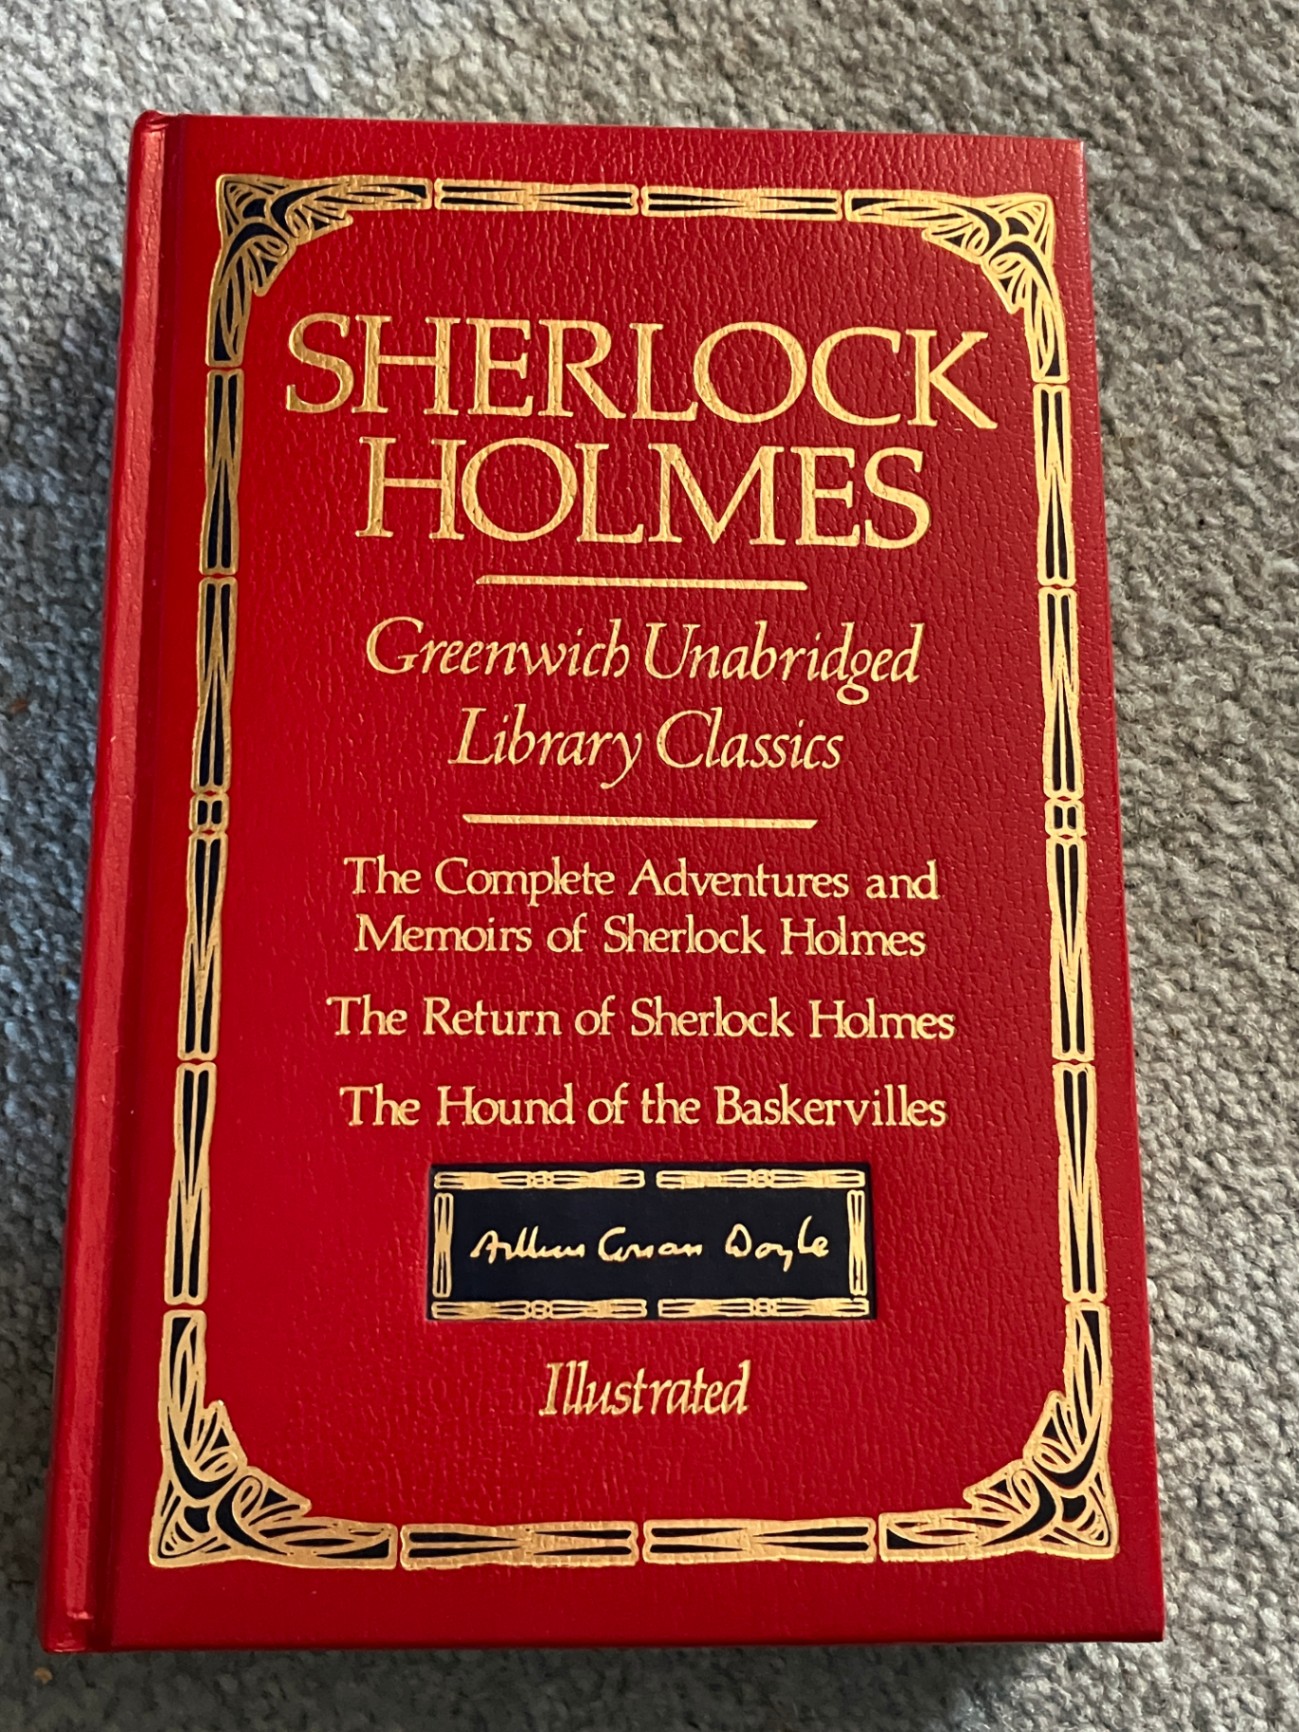 SHERLOCK
HOLMES
Greenwich Unabridged
Library Classics
The Complete Adventures and
Memoirs of Sherlock Holmes
The Return of Sherlock Holmes
The Hound of the Baskervilles
Arthur Conan Doyle
Illustrated